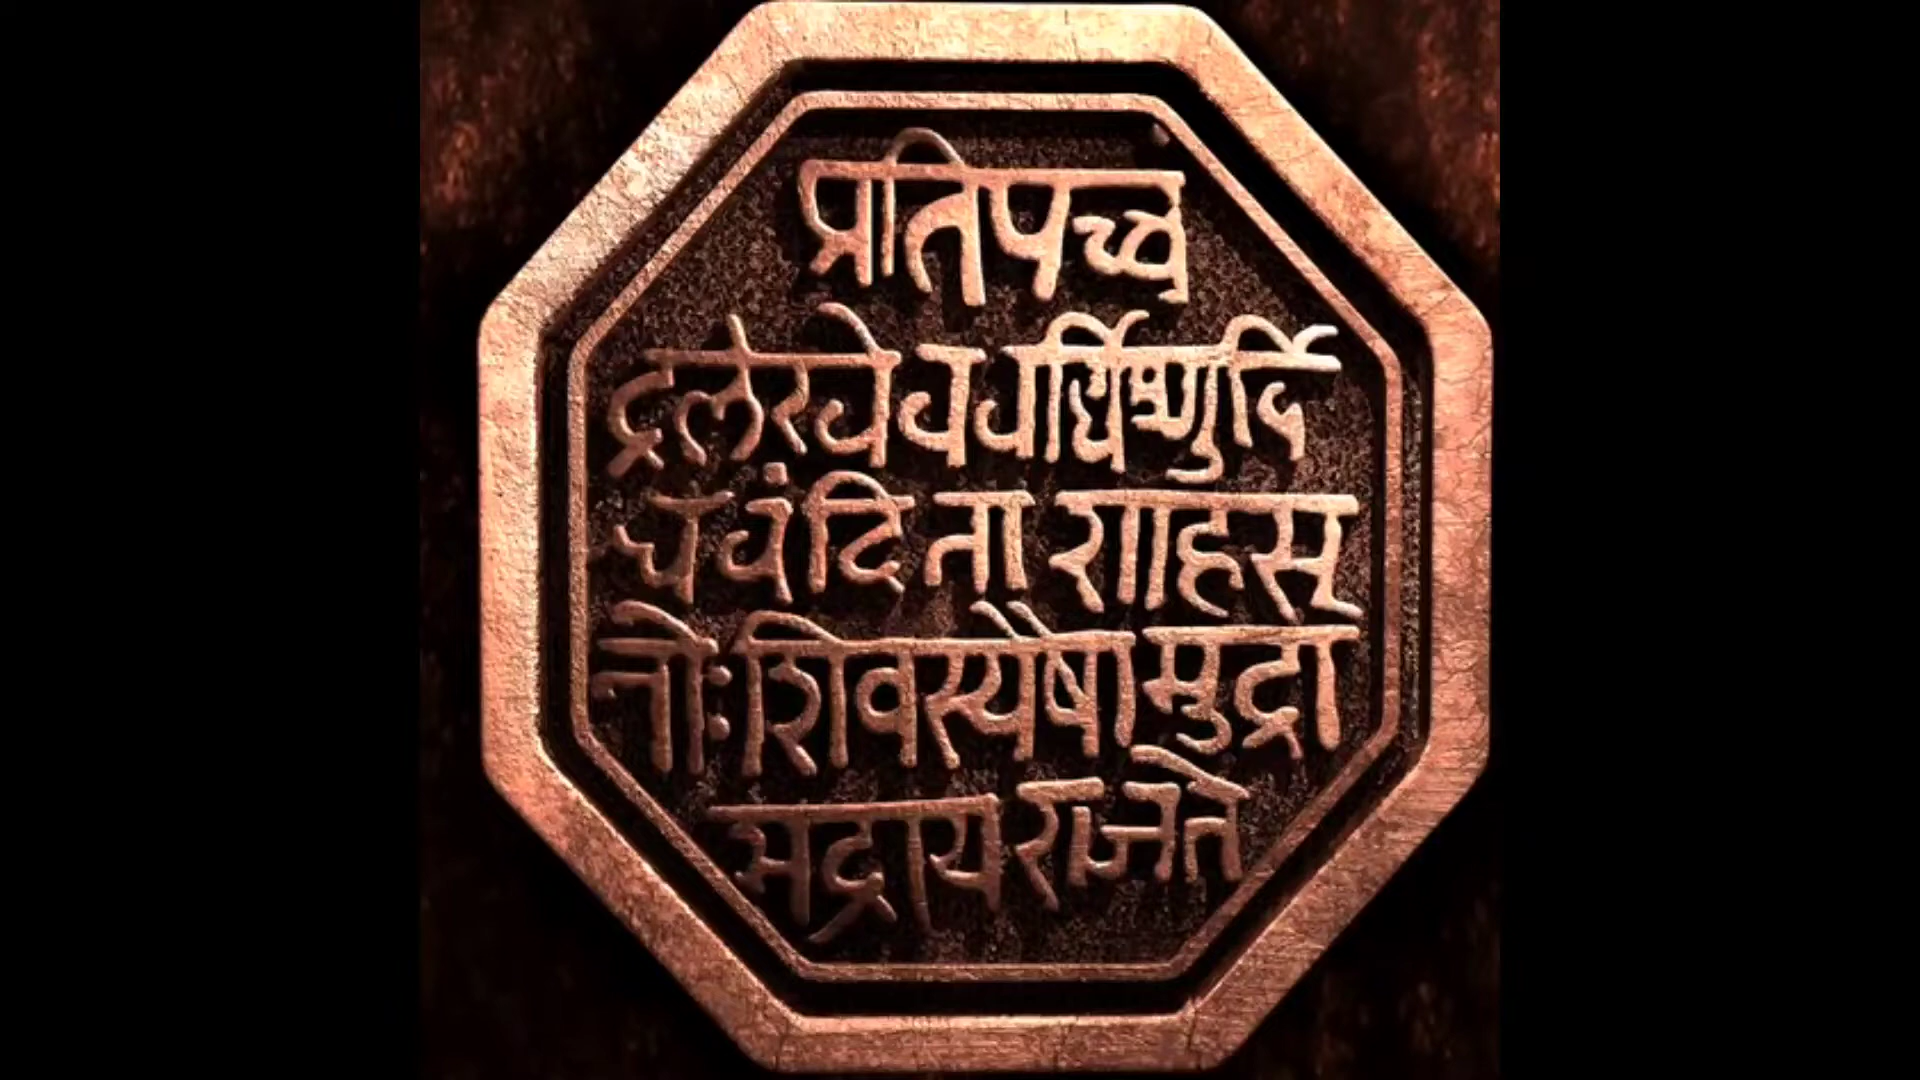 प्रतिपच्चं
द्रलेखेव वर्धिष्णुर्वि
श्ववंदिता शाहसू
नोः शिवस्यैषा मुद्रा
भद्राय राजते